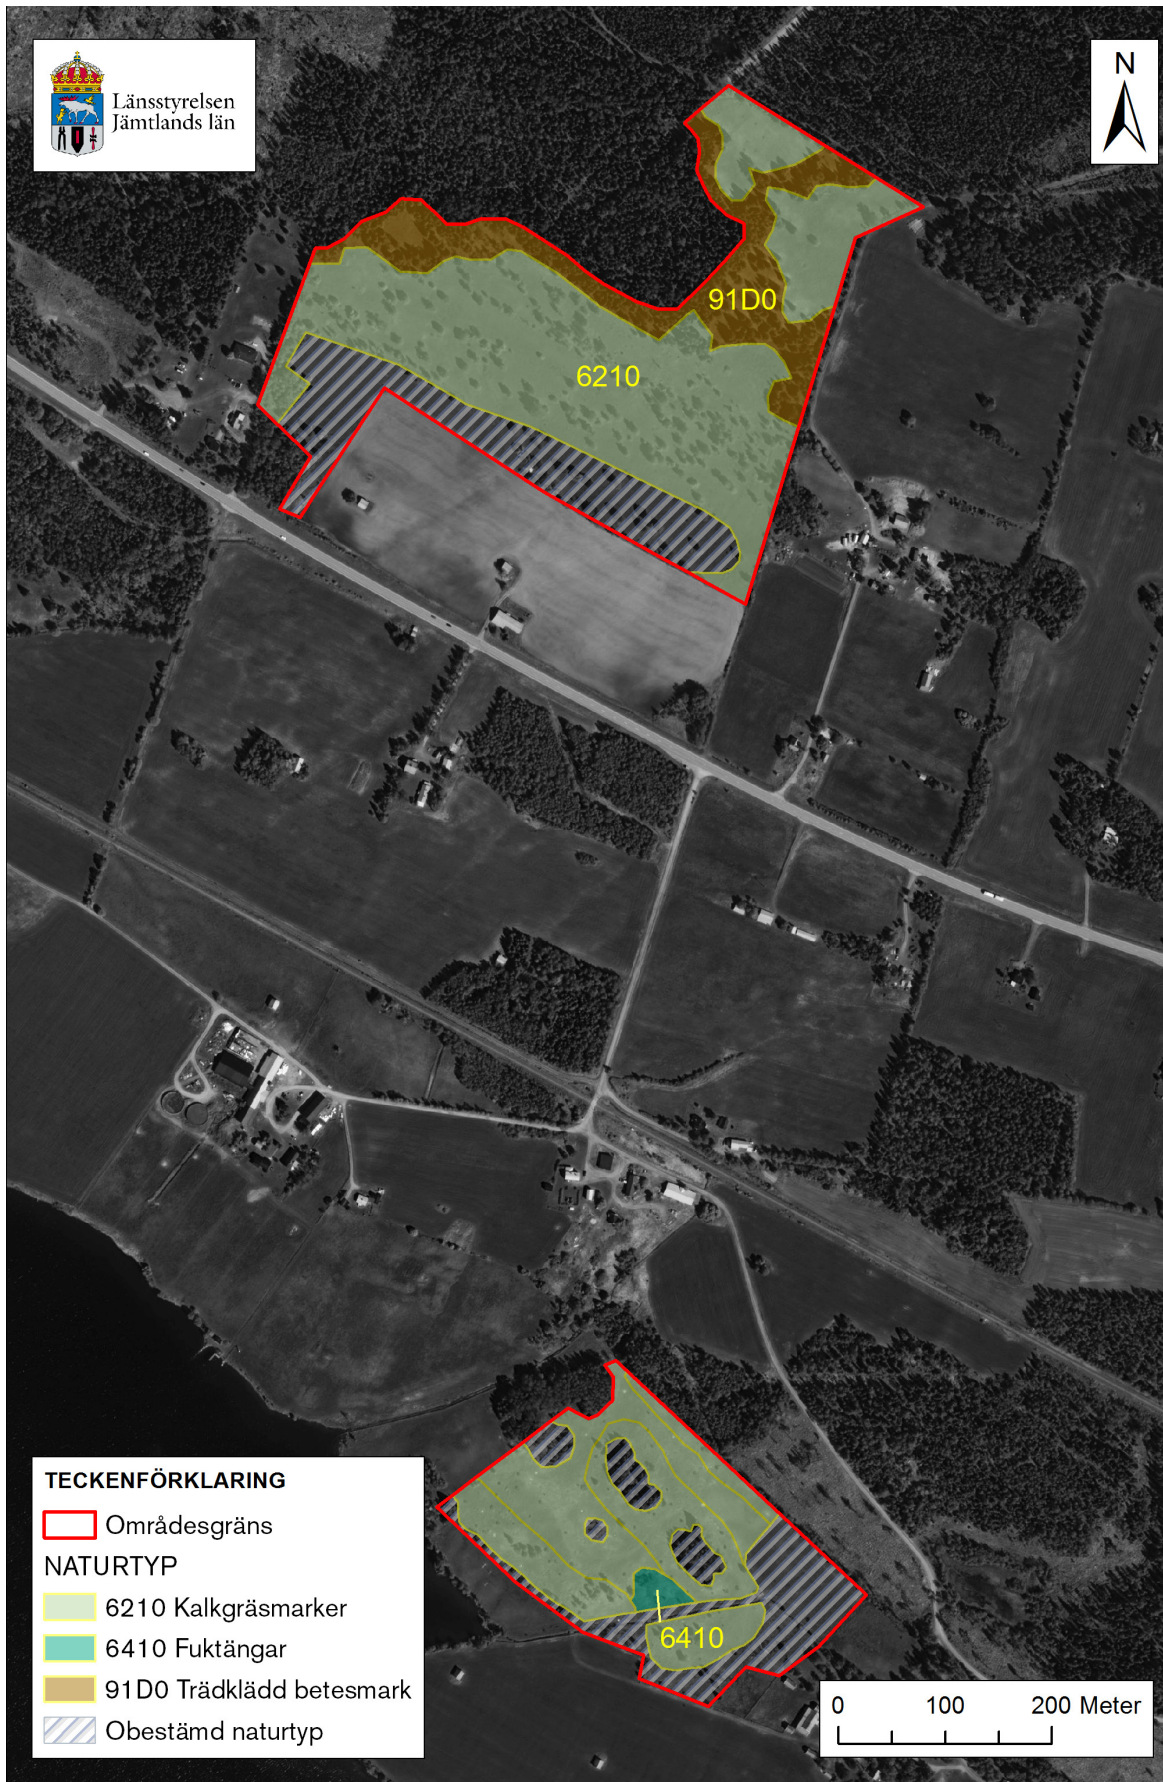 Länsstyrelsen
Jämtlands län
N
91D0
6210
6410
TECKENFÖRKLARING
Områdesgräns
NATURTYP
6210 Kalkgräsmarker
6410 Fuktängar
91D0 Trädklädd betesmark
Obestämd naturtyp
0 100 200 Meter